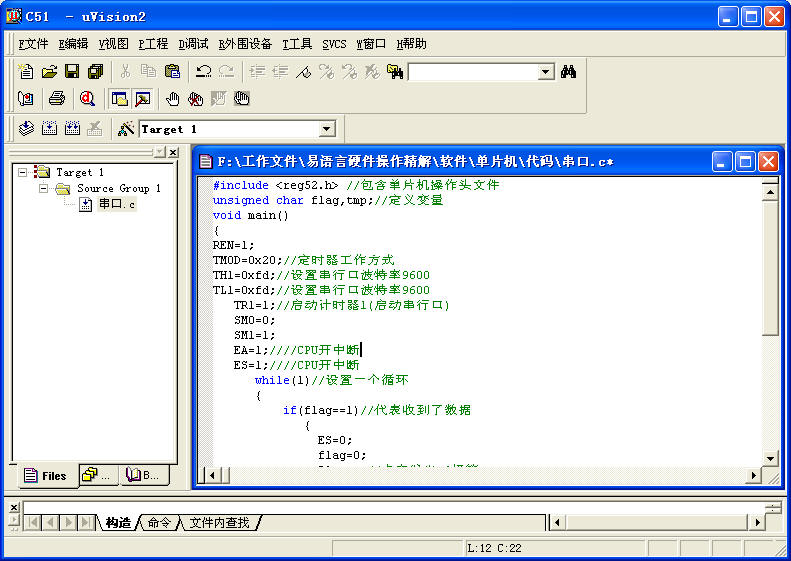 C51 - uVision2
F文件 E编辑 V视图 P工程 D调试 R外围设备 T工具 SVCS W窗口 H帮助
Target 1
F:\工作文件\易语言硬件操作精解\软件\单片机\代码\串口.c*
Target 1
Source Group 1
串口.c
#include <reg52.h> //包含单片机操作头文件
unsigned char flag,tmp;//定义变量
void main()
{
REN=1;
TMOD=0x20;//定时器工作方式
TH1=0xfd;//设置串行口波特率9600
TL1=0xfd;//设置串行口波特率9600
TR1=1;//启动计时器1(启动串行口)
SM0=0;
SM1=1;
EA=1;////CPU开中断
ES=1;////CPU开中断
while(1)//设置一个循环
{
if(flag==1)//代表收到了数据
{
ES=0;
flag=0;
Files
...
B...
构造 命令 文件内查找
L:12 C:22